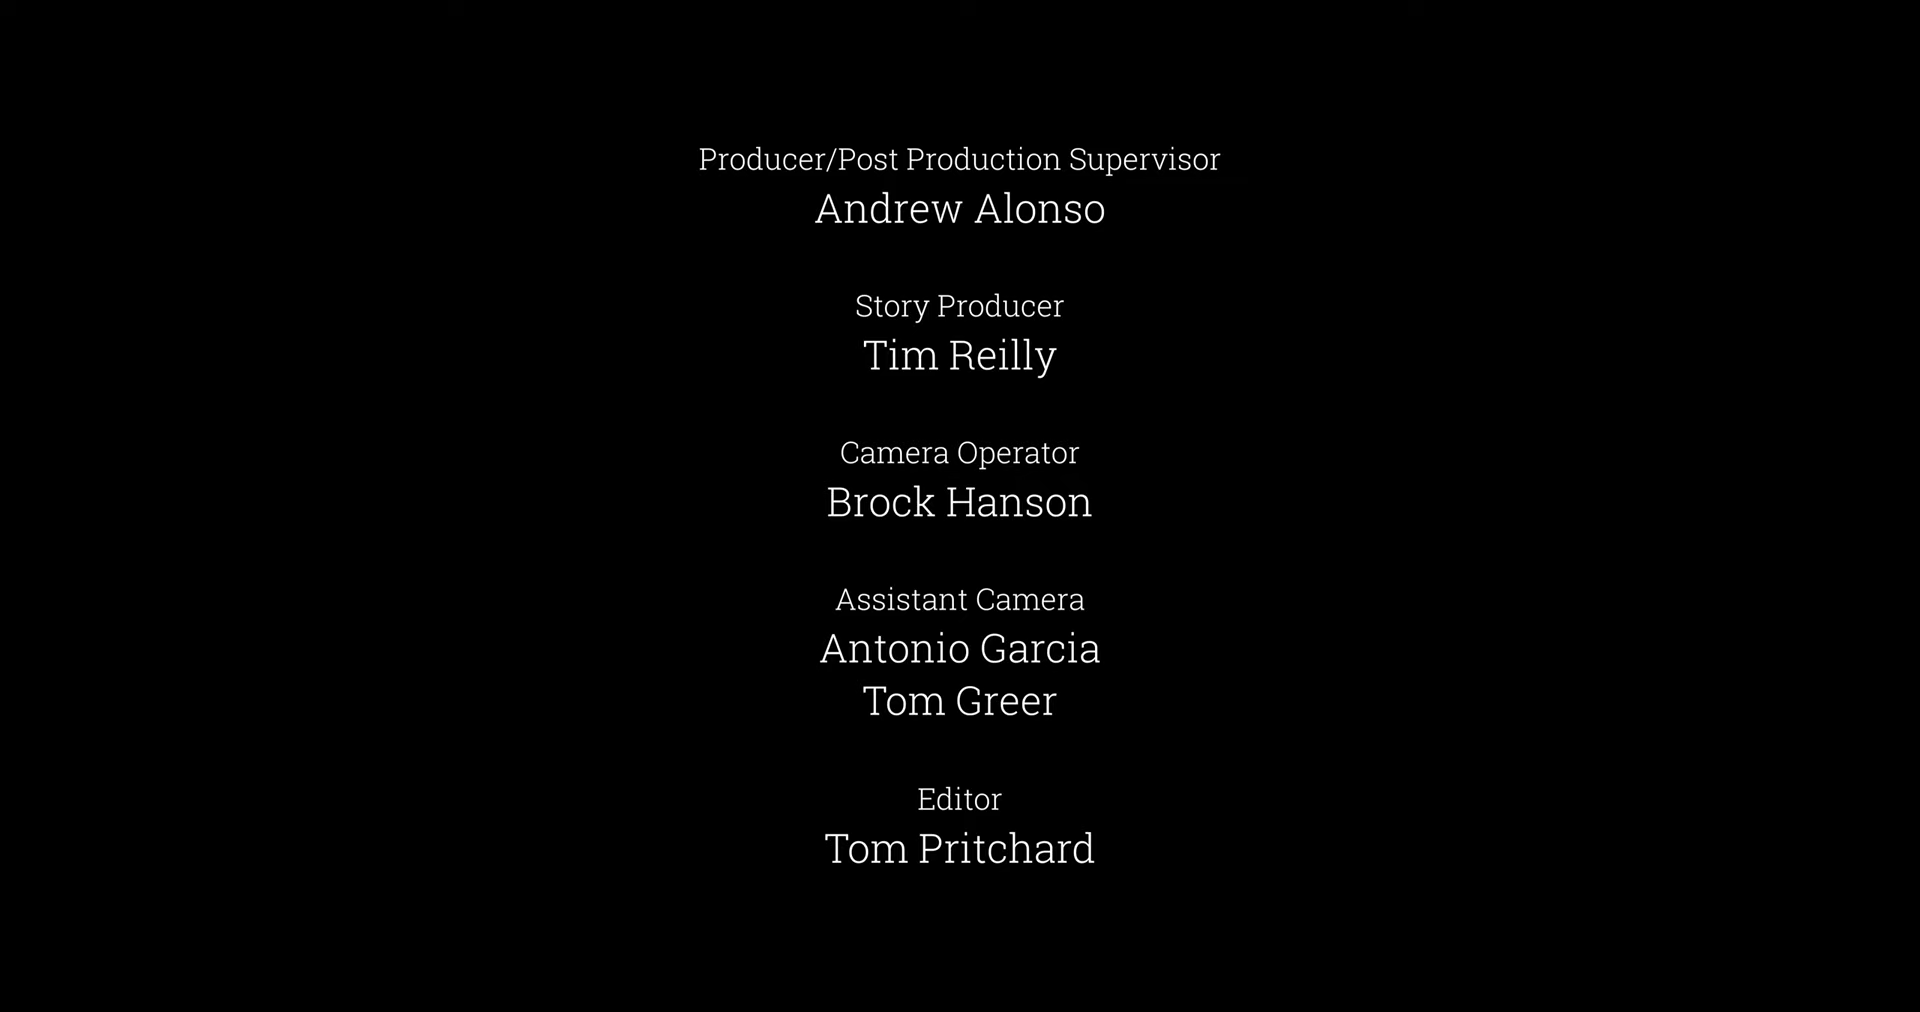 Producer/Post Production Supervisor
Andrew Alonso
Story Producer
Tim Reilly
Camera Operator
Brock Hanson
Assistant Camera
Antonio Garcia
Tom Greer
Editor
Tom Pritchard